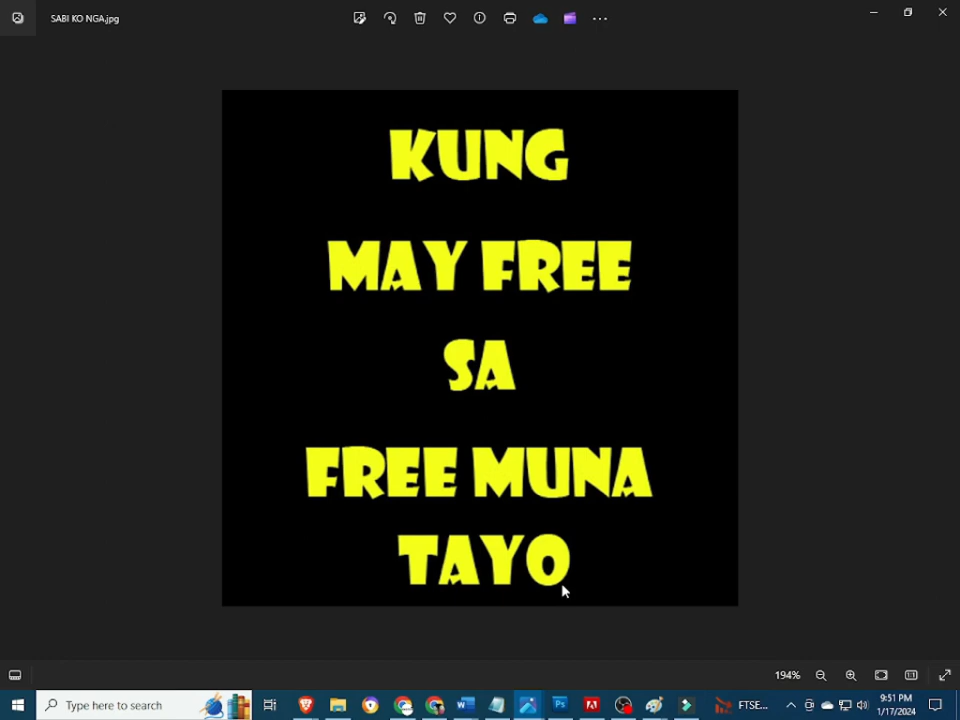 SABI KO NGA.jpg
KUNG
MAY FREE
SA
FREE MUNA
TAYO
194%
Type here to search
FTSE...
9:51 PM
1/17/2024